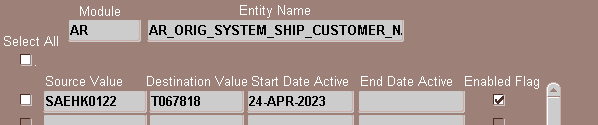 Module Entity Name
AR AR_ORIG_SYSTEM_SHIP_CUSTOMER_N.
Select All
Source Value Destination Value Start Date Active End Date Active Enabled Flag
SAEHK0122 T067818 24-APR-2023